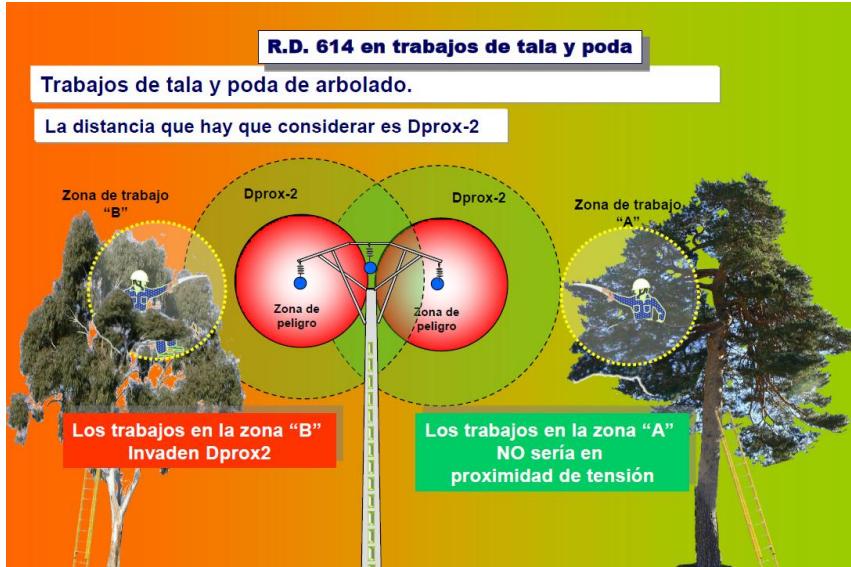 R.D. 614 en trabajos de tala y poda
Trabajos de tala y poda de arbolado.
La distancia que hay que considerar es Dprox-2
Zona de trabajo
“B”
Dprox-2
Dprox-2
Zona de trabajo
“A”
Zona de
peligro
Zona de
peligro
Los trabajos en la zona “B”
Invaden Dprox2
Los trabajos en la zona “A”
NO sería en
proximidad de tensión